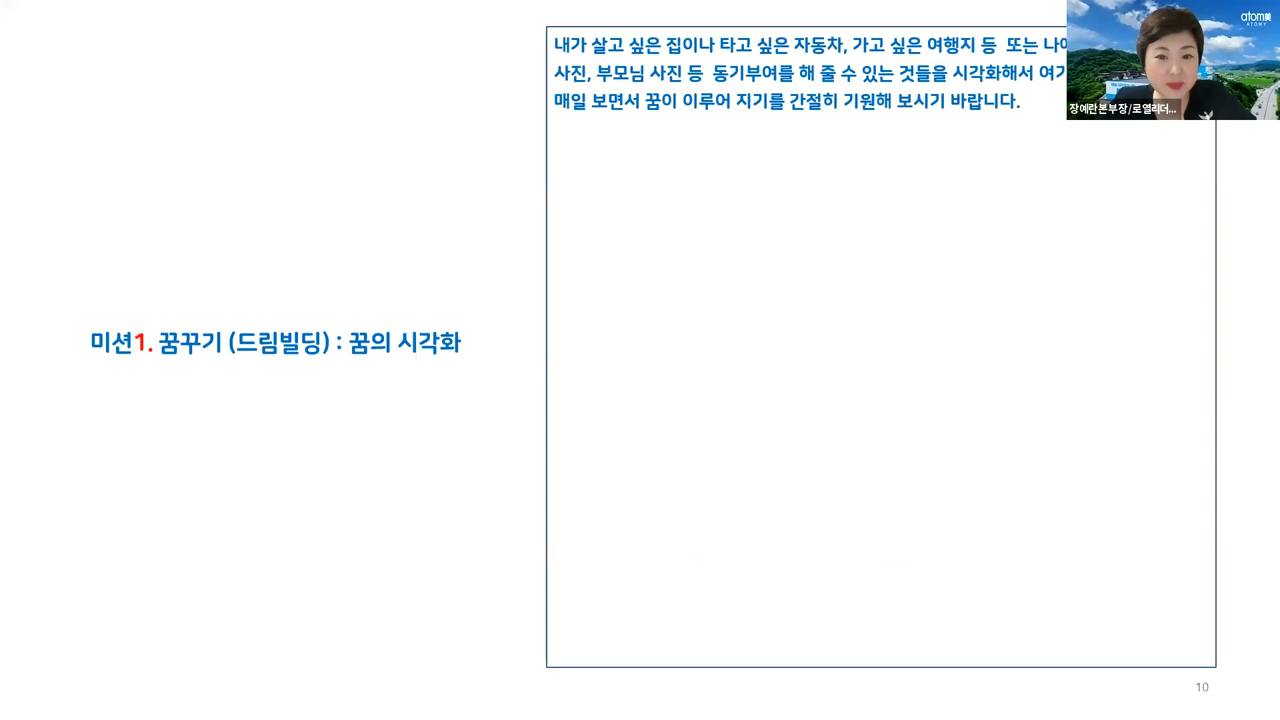 내가 살고 싶은 집이나 타고 싶은 자동차, 가고 싶은 여행지 등 또는
사진, 부모님 사진 등 동기부여를 해 줄 수 있는 것들을 시각화해서
매일 보면서 꿈이 이루어 지기를 간절히 기원해 보시기 바랍니다.
atom美
ATOMY
장예란본부장/로열리더...
미션1. 꿈꾸기 (드림빌딩) : 꿈의 시각화
10